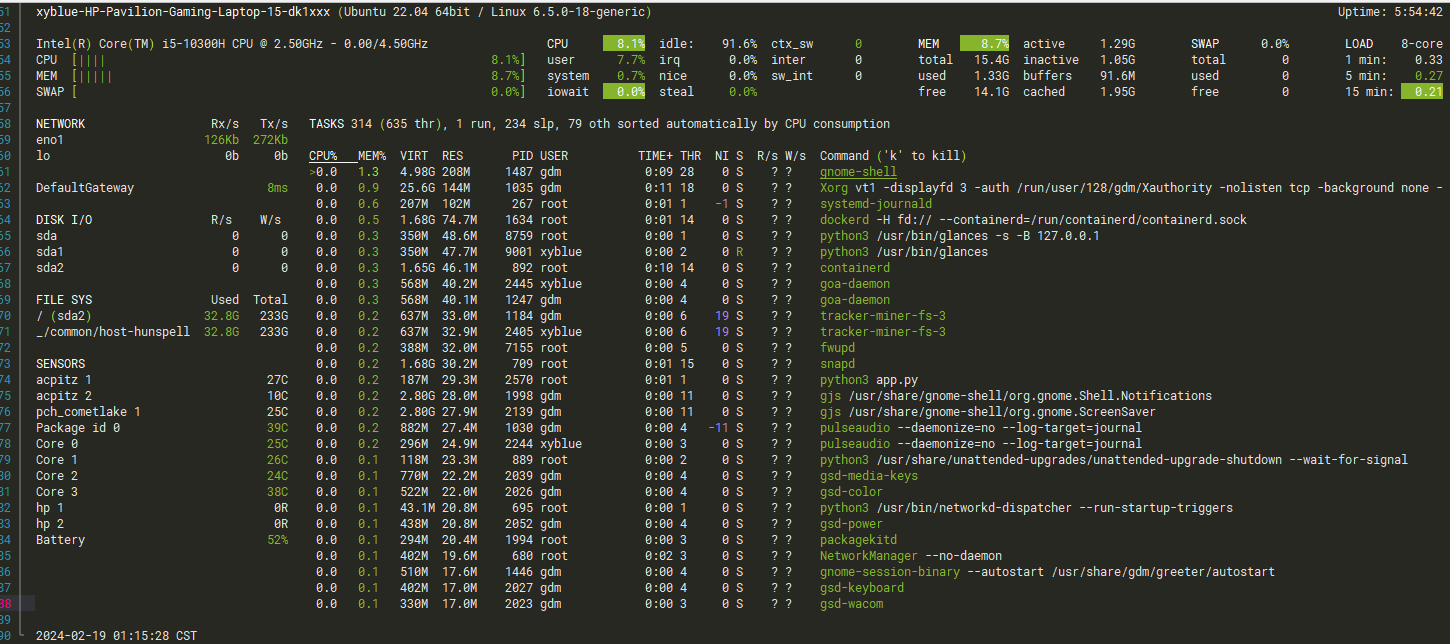 51 xyblue-HP-Pavilion-Gaming-Laptop-15-dk1xxx (Ubuntu 22.04 64bit / Linux 6.5.0-18-generic) Uptime: 5:54:42
52
53 Intel(R) Core(TM) i5-10300H CPU @ 2.50GHz - 0.00/4.50GHz CPU 8.1% idle: 91.6% ctx_sw 0 MEM 8.7% active 1.29G SWAP 0.0% LOAD 8-core
54 CPU [|||| 8.1%] user 7.7% irq 0.0% inter 0 total 15.4G inactive 1.05G total 0 1 min: 0.33
55 MEM [||||| 8.7%] system 0.7% nice 0.0% sw_int 0 used 1.33G buffers 91.6M used 0 5 min: 0.27
56 SWAP [ 0.0%] iowait 0.0% steal 0.0% free 14.1G cached 1.95G free 0 15 min: 0.21
57
58 NETWORK Rx/s Tx/s TASKS 314 (635 thr), 1 run, 234 slp, 79 oth sorted automatically by CPU consumption
59 eno1 126Kb 272Kb
60 lo 0b 0b CPU% MEM% VIRT RES PID USER TIME+ THR NI S R/s W/s Command ('k' to kill)
61 >0.0 1.3 4.98G 208M 1487 gdm 0:09 28 0 S ? ? gnome-shell
62 DefaultGateway 8ms 0.0 0.9 25.6G 144M 1035 gdm 0:11 18 0 S ? ? Xorg vt1 -displayfd 3 -auth /run/user/128/gdm/Xauthority -nolisten tcp -background none -
63 0.0 0.6 207M 102M 267 root 0:01 1 -1 S ? ? systemd-journald
64 DISK I/O R/s W/s 0.0 0.5 1.68G 74.7M 1634 root 0:01 14 0 S ? ? dockerd -H fd:// --containerd=/run/containerd/containerd.sock
65 sda 0 0 0.0 0.3 350M 48.6M 8759 root 0:00 1 0 S ? ? python3 /usr/bin/glances -s -B 127.0.0.1
66 sda1 0 0 0.0 0.3 350M 47.7M 9001 xyblue 0:00 2 0 R ? ? python3 /usr/bin/glances
67 sda2 0 0 0.0 0.3 1.65G 46.1M 892 root 0:10 14 0 S ? ? containerd
68 0.0 0.3 568M 40.2M 2445 xyblue 0:00 4 0 S ? ? goa-daemon
69 FILE SYS Used Total 0.0 0.3 568M 40.1M 1247 gdm 0:00 4 0 S ? ? goa-daemon
70 / (sda2) 32.8G 233G 0.0 0.2 637M 33.0M 1184 gdm 0:00 6 19 S ? ? tracker-miner-fs-3
71 _/common/host-hunspell 32.8G 233G 0.0 0.2 637M 32.9M 2405 xyblue 0:00 6 19 S ? ? tracker-miner-fs-3
72 0.0 0.2 388M 32.0M 7155 root 0:00 5 0 S ? ? fwupd
73 SENSORS 0.0 0.2 1.68G 30.2M 709 root 0:01 15 0 S ? ? snapd
74 acpitz 1 27C 0.0 0.2 187M 29.3M 2570 root 0:01 1 0 S ? ? python3 app.py
75 acpitz 2 10C 0.0 0.2 2.80G 28.0M 1998 gdm 0:00 11 0 S ? ? gjs /usr/share/gnome-shell/org.gnome.Shell.Notifications
76 pch_cometlake 1 25C 0.0 0.2 2.80G 27.9M 2139 gdm 0:00 11 0 S ? ? gjs /usr/share/gnome-shell/org.gnome.ScreenSaver
77 Package id 0 39C 0.0 0.2 882M 27.4M 1030 gdm 0:00 4 -11 S ? ? pulseaudio --daemonize=no --log-target=journal
78 Core 0 25C 0.0 0.2 296M 24.9M 2244 xyblue 0:00 3 0 S ? ? pulseaudio --daemonize=no --log-target=journal
79 Core 1 26C 0.0 0.1 118M 23.3M 889 root 0:00 2 0 S ? ? python3 /usr/share/unattended-upgrades/unattended-upgrade-shutdown --wait-for-signal
80 Core 2 24C 0.0 0.1 770M 22.2M 2039 gdm 0:00 4 0 S ? ? gsd-media-keys
81 Core 3 38C 0.0 0.1 522M 22.0M 2026 gdm 0:00 4 0 S ? ? gsd-color
82 hp 1 0R 0.0 0.1 43.1M 20.8M 695 root 0:00 1 0 S ? ? python3 /usr/bin/networkd-dispatcher --run-startup-triggers
83 hp 2 0R 0.0 0.1 438M 20.8M 2052 gdm 0:00 4 0 S ? ? gsd-power
84 Battery 52% 0.0 0.1 294M 20.4M 1994 root 0:00 3 0 S ? ? packagekitd
85 0.0 0.1 402M 19.6M 680 root 0:02 3 0 S ? ? NetworkManager --no-daemon
86 0.0 0.1 510M 17.6M 1446 gdm 0:00 4 0 S ? ? gnome-session-binary --autostart /usr/share/gdm/greeter/autostart
87 0.0 0.1 402M 17.0M 2027 gdm 0:00 4 0 S ? ? gsd-keyboard
88 0.0 0.1 330M 17.0M 2023 gdm 0:00 3 0 S ? ? gsd-wacom
89
90 2024-02-19 01:15:28 CST